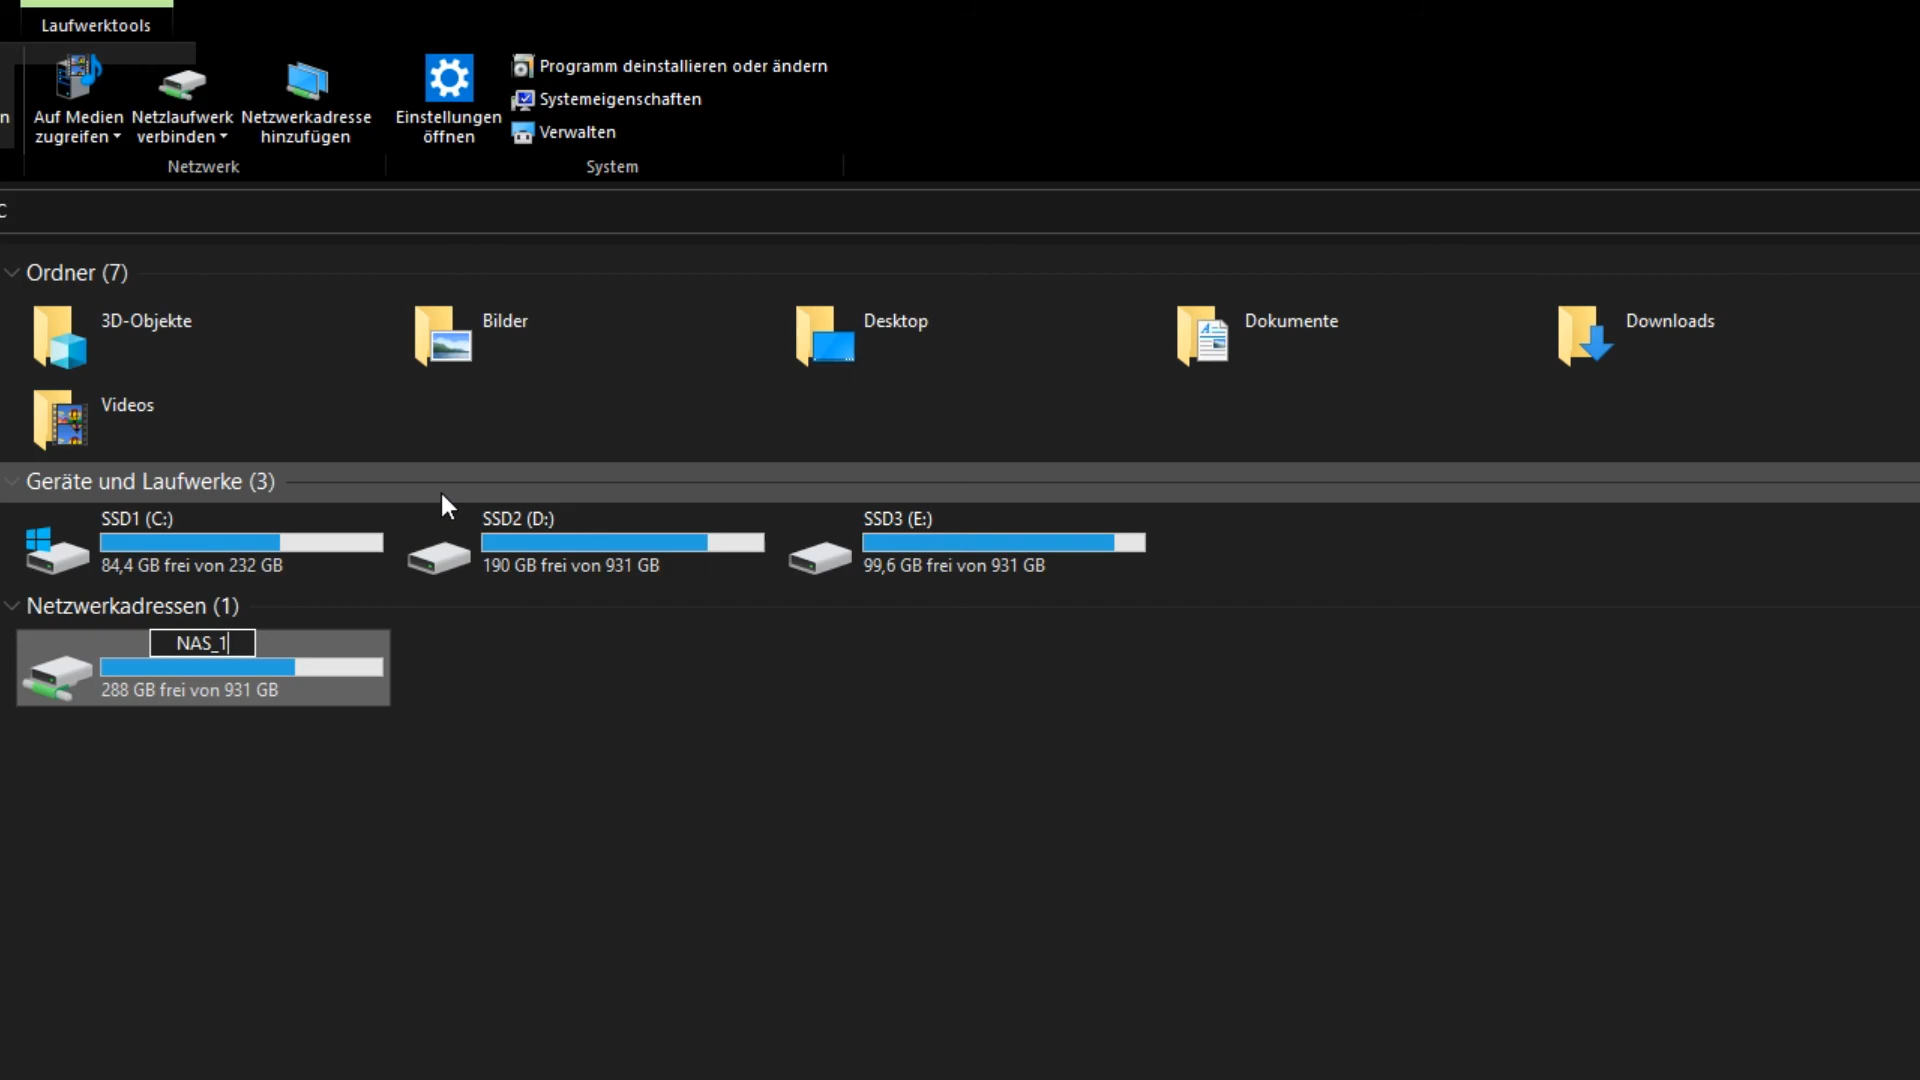 Laufwerktools
n
Auf Medien zugreifen
Netzlaufwerk verbinden
Netzwerkadresse hinzufügen
Netzwerk
Einstellungen öffnen
Programm deinstallieren oder ändern
Systemeigenschaften
Verwalten
System
C
Ordner (7)
3D-Objekte
Bilder
Desktop
Dokumente
Downloads
Videos
Geräte und Laufwerke (3)
SSD1 (C:)
84,4 GB frei von 232 GB
SSD2 (D:)
190 GB frei von 931 GB
SSD3 (E:)
99,6 GB frei von 931 GB
Netzwerkadressen (1)
NAS_1
288 GB frei von 931 GB